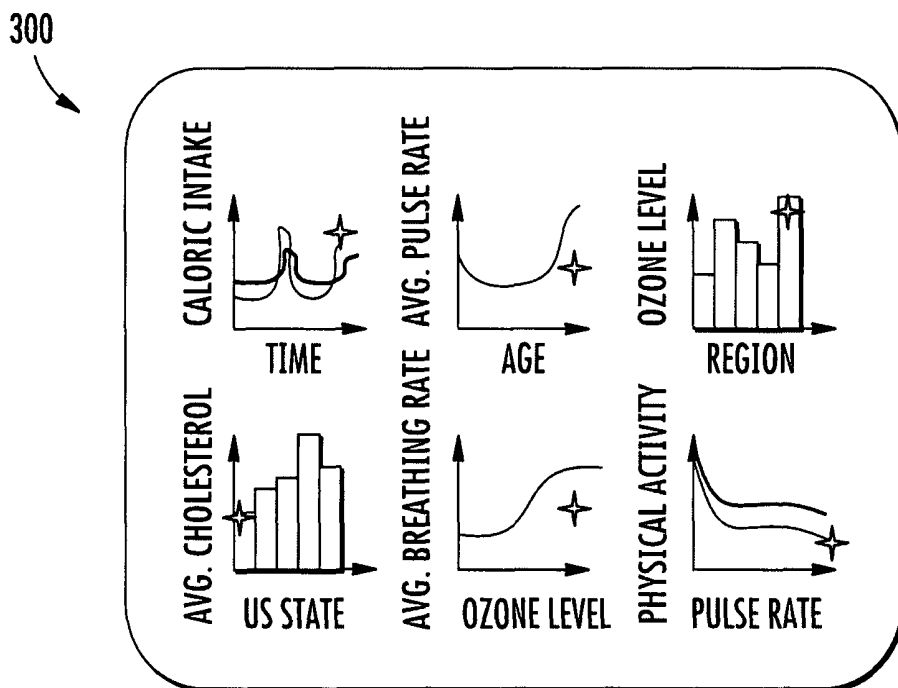 300
CALORIC INTAKE
TIME
AVG. PULSE RATE
AGE
OZONE LEVEL
REGION
AVG. CHOLESTEROL
US STATE
AVG. BREATHING RATE
OZONE LEVEL
PHYSICAL ACTIVITY
PULSE RATE